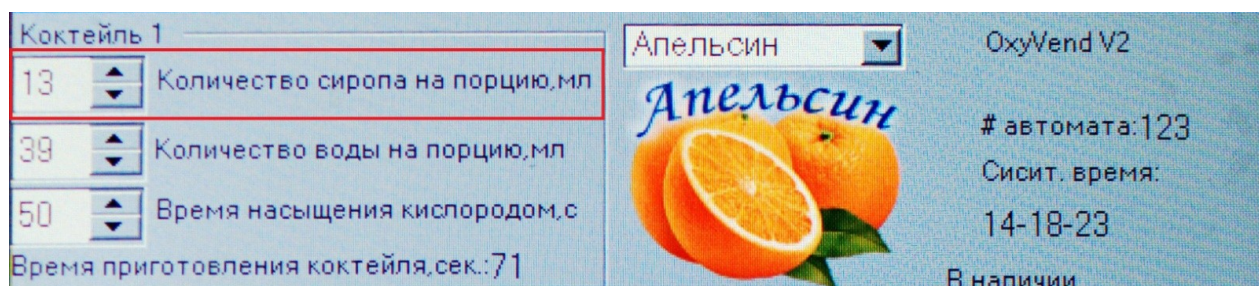 Коктейль 1
13 Количество сиропа на порцию,мл
39 Количество воды на порцию,мл
50 Время насыщения кислородом,с
Время приготовления коктейля,сек.:71
Апельсин
Апельсин
OxyVend V2
# автомата:123
Сисит. время:
14-18-23
В наличии